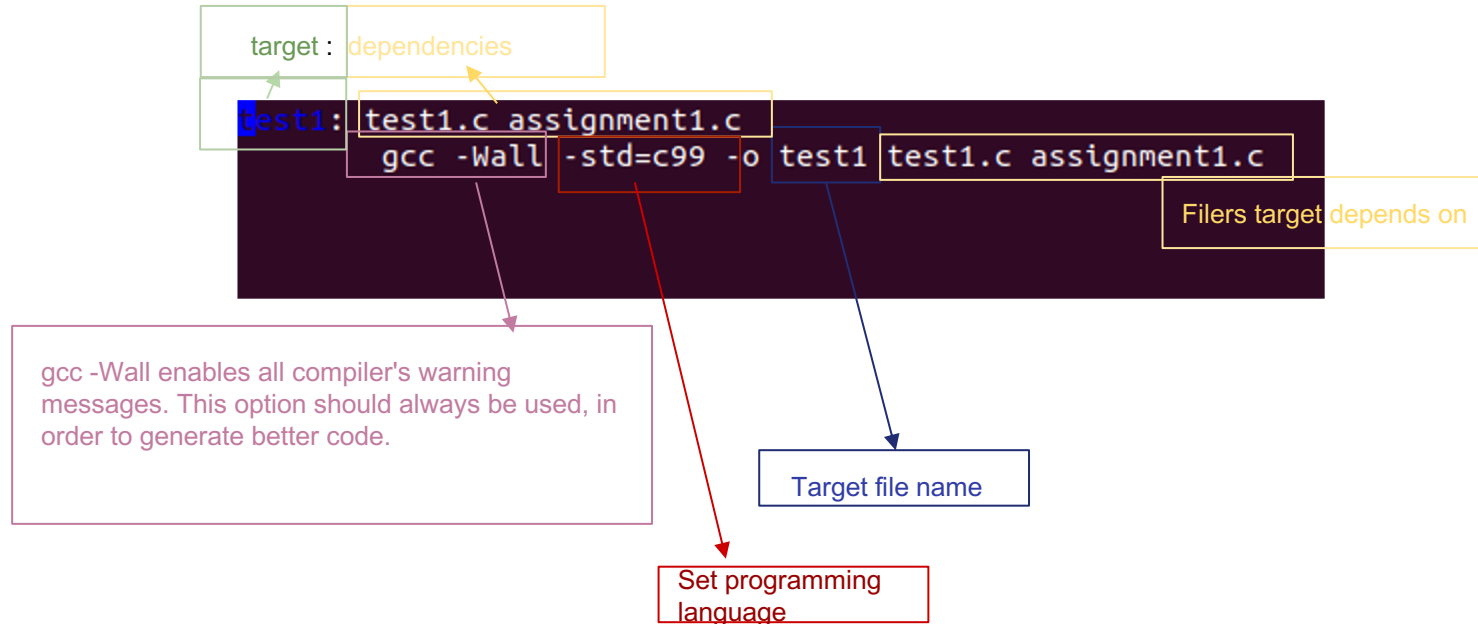 target : dependencies
test1: test1.c assignment1.c
gcc -Wall -std=c99 -o test1 test1.c assignment1.c
Filers target depends on
gcc -Wall enables all compiler's warning
messages. This option should always be used, in
order to generate better code.
Target file name
Set programming
language